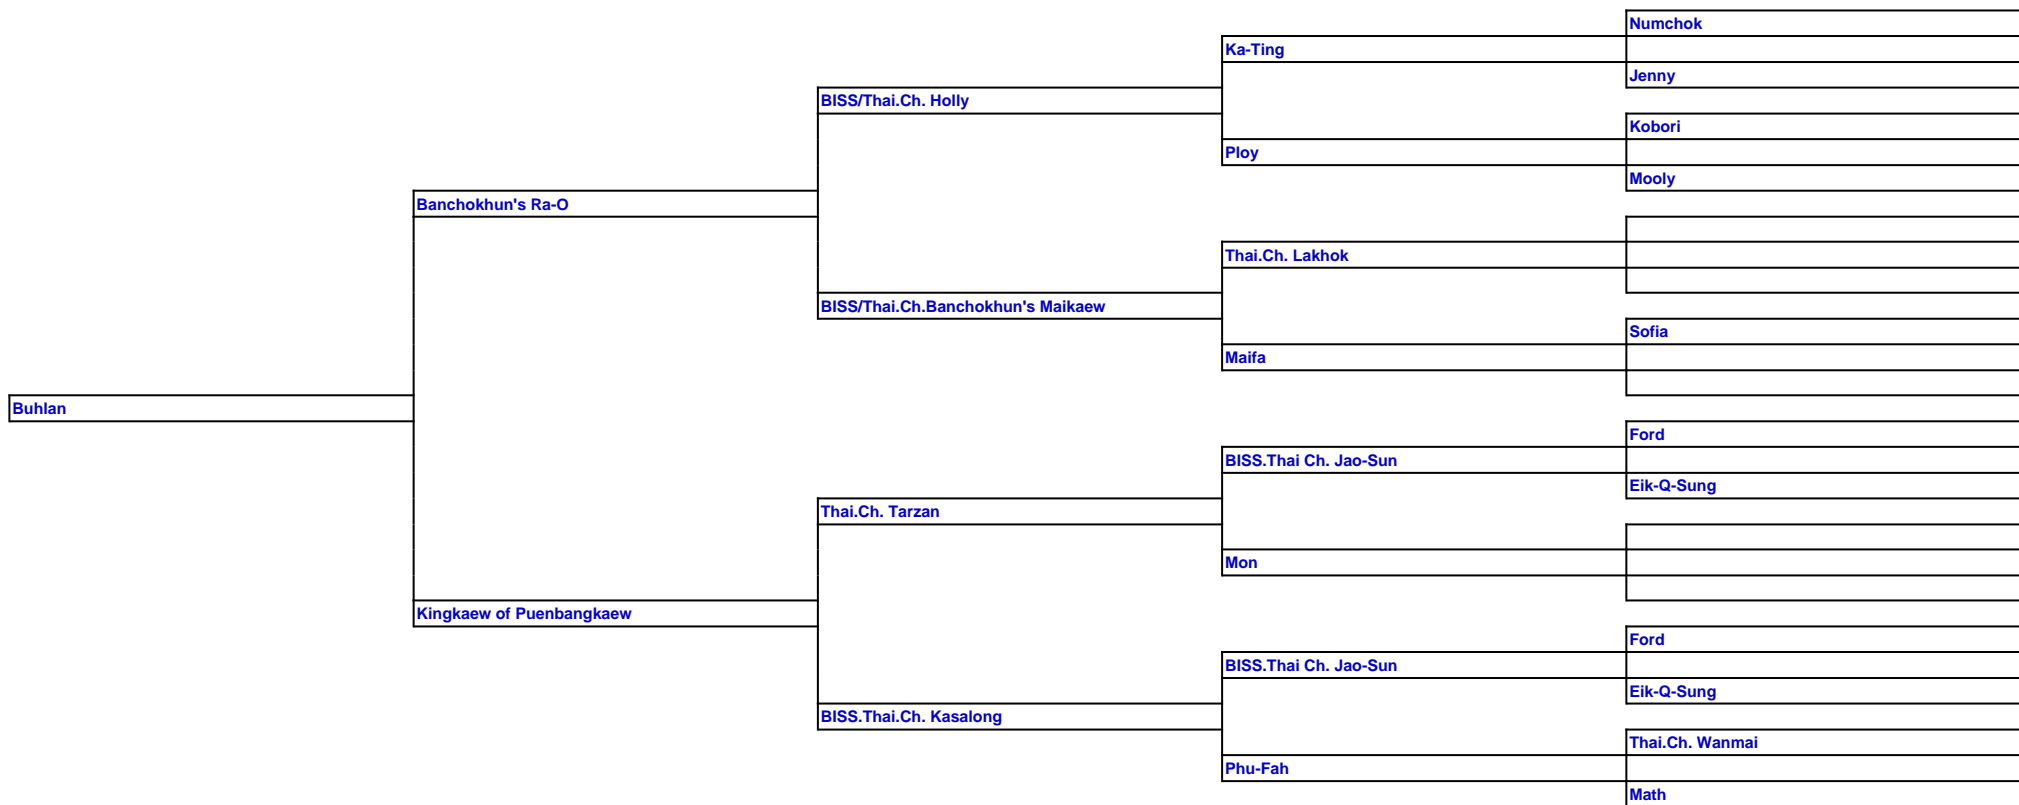 Numchok
Ka-Ting
Jenny
BISS/Thai.Ch. Holly
Kobori
Ploy
Mooly
Banchokhun's Ra-O
Thai.Ch. Lakhok
BISS/Thai.Ch.Banchokhun's Maikaew
Sofia
Maifa
Buhlan
Ford
BISS.Thai Ch. Jao-Sun
Eik-Q-Sung
Thai.Ch. Tarzan
Mon
Kingkaew of Puenbangkaew
Ford
BISS.Thai Ch. Jao-Sun
Eik-Q-Sung
BISS.Thai.Ch. Kasalong
Thai.Ch. Wanmai
Phu-Fah
Math